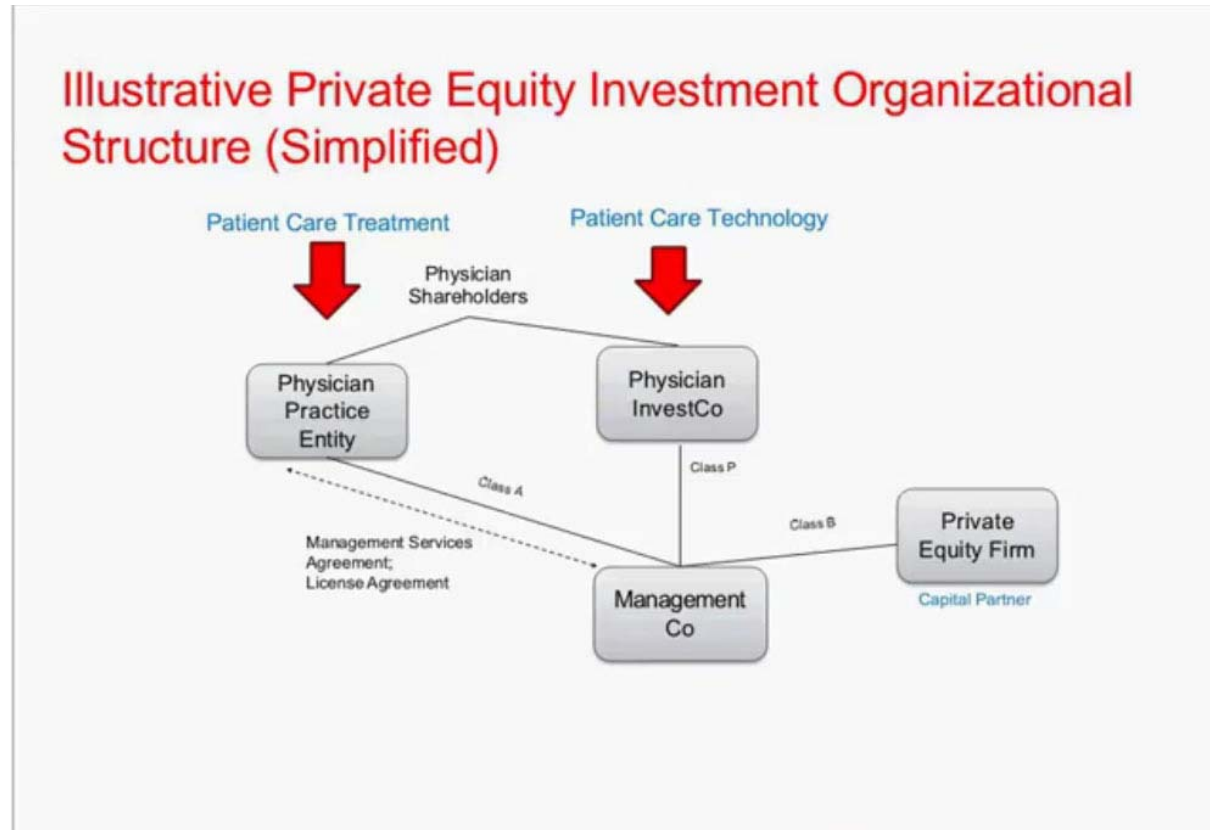 Illustrative Private Equity Investment Organizational
Structure (Simplified)
Patient Care Treatment
Patient Care Technology
Physician
Shareholders
Physician
Practice
Entity
Physician
InvestCo
Class A
Class P
Class B
Private
Equity Firm
Capital Partner
Management Services
Agreement;
License Agreement
Management
Co